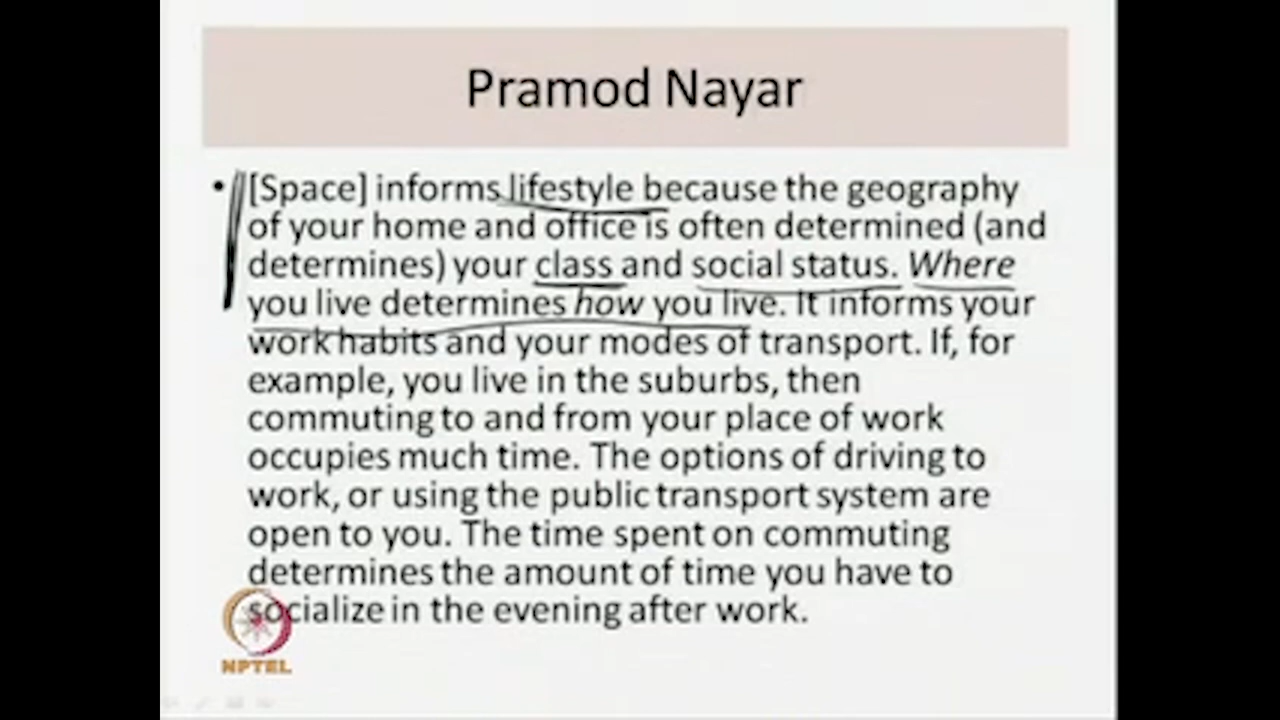 Pramod Nayar
• [Space] informs lifestyle because the geography
of your home and office is often determined (and
determines) your class and social status. Where
you live determines how you live. It informs your
work habits and your modes of transport. If, for
example, you live in the suburbs, then
commuting to and from your place of work
occupies much time. The options of driving to
work, or using the public transport system are
open to you. The time spent on commuting
determines the amount of time you have to
socialize in the evening after work.
NPTEL